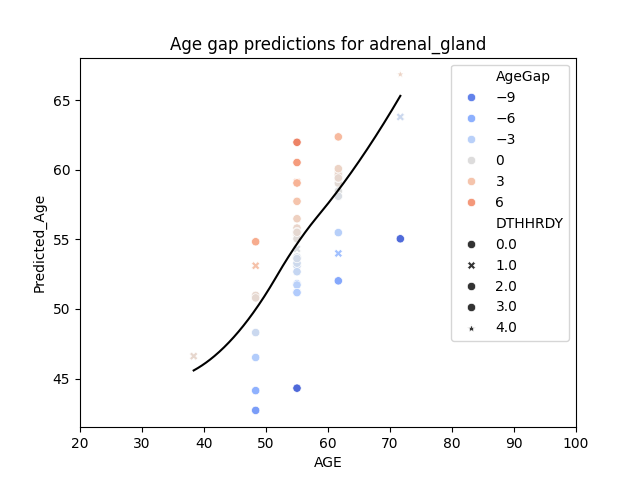 Age gap predictions for adrenal_gland
Predicted_Age
65
60
55
50
45
20 30 40 50 60 70 80 90 100
AGE
AgeGap
−9
−6
−3
0
3
6
DTHHRDY
0.0
1.0
2.0
3.0
4.0